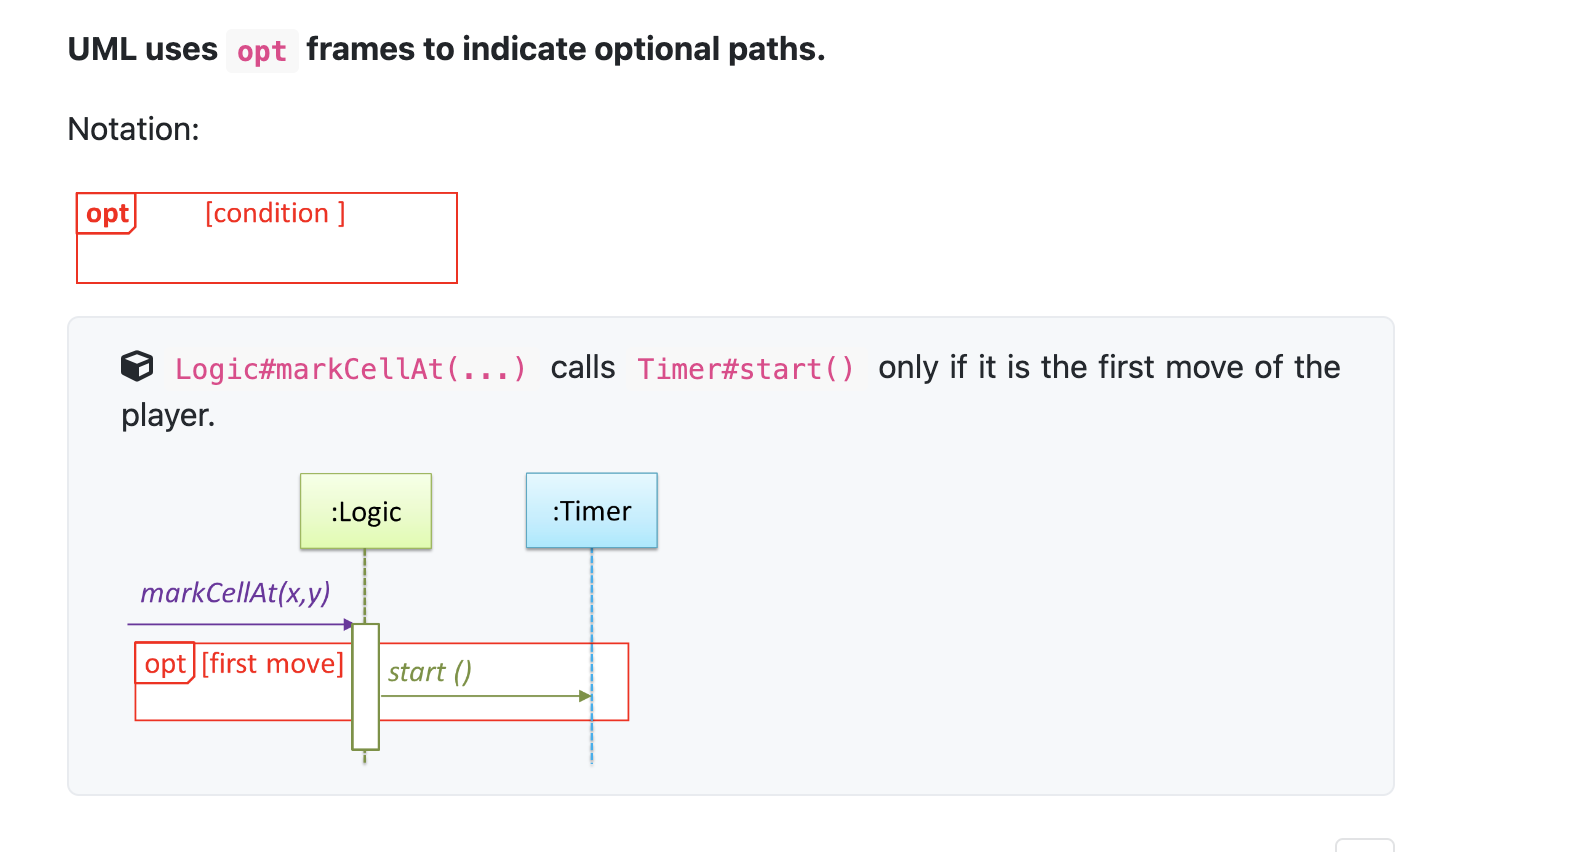 UML uses opt frames to indicate optional paths.
Notation:
opt [condition ]
Logic#markCellAt(...) calls Timer#start() only if it is the first move of the
player.
:Logic :Timer
markCellAt(x,y)
opt [first move] start ()